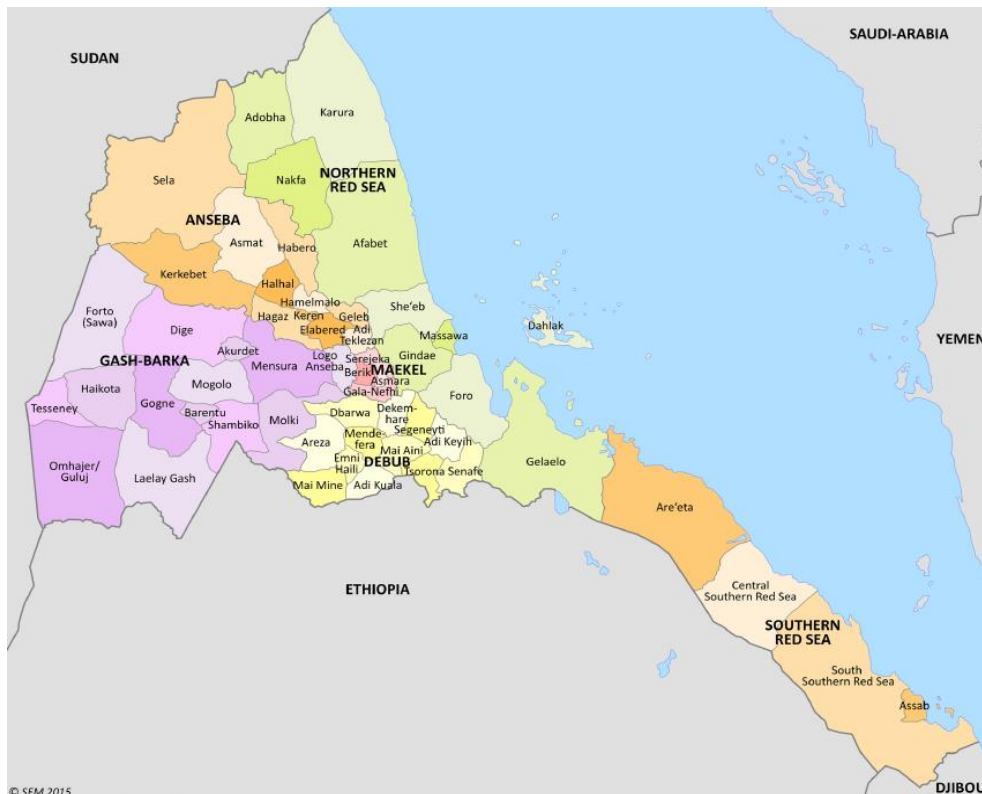 SUDAN
SAUDI-ARABIA
YEMEN
ETHIOPIA
DJIBOU
NORTHERN
RED SEA
Karura
Adobha
Nakfa
Afabet
She'eb
Massawa
Gindae
Foro
Dahlak
Gelaelo
ANSEBA
Sela
Asmat
Habero
Kerkebet
Halhal
Hamelmalo
Hagaz
Keren
Geleb
Elabered
Adi
Teklezan
GASH-BARKA
Forto
(Sawa)
Dige
Akurdet
Mensura
Logo
Anseba
Haikota
Mogolo
Tesseney
Gogne
Barentu
Shambiko
Molki
Omhajer/
Guluj
Laelay Gash
MAEKEL
Serejeka
Berik
Asmara
Gala-Nefhi
DEBUB
Dbarwa
Dekem-
hare
Segeneyti
Areza
Mende-
fera
Mai Aini
Adi Keyih
Emni
Haili
Tsorona
Senafe
Mai Mine
Adi Kuala
SOUTHERN
RED SEA
Are'eta
Central
Southern Red Sea
South
Southern Red Sea
Assab
© SEM 2015